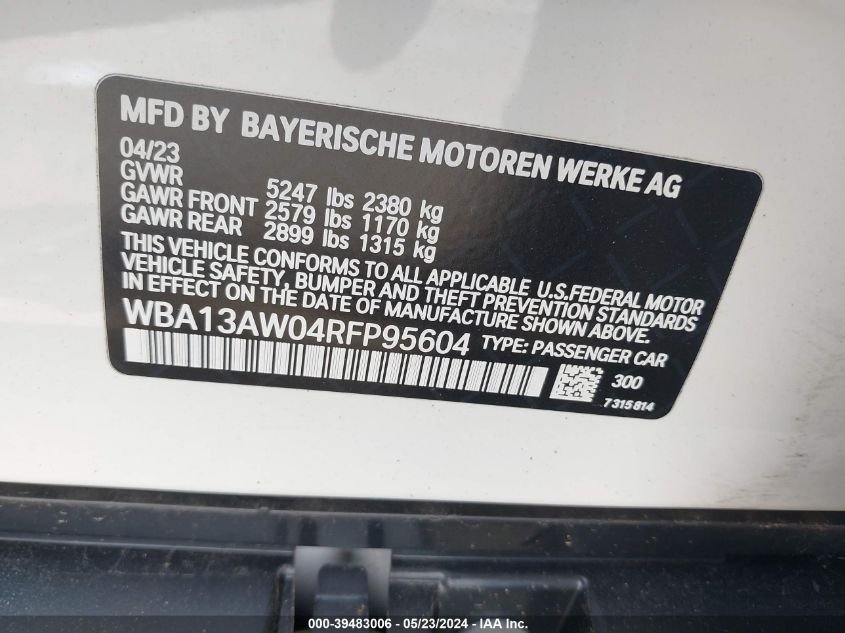 MFD BY BAYERISCHE MOTOREN WERKE AG
04/23
GVWR 5247 lbs 2380 kg
GAWR FRONT 2579 lbs 1170 kg
GAWR REAR 2899 lbs 1315 kg
THIS VEHICLE CONFORMS TO ALL APPLICABLE U.S.FEDERAL MOTOR
VEHICLE SAFETY, BUMPER AND THEFT PREVENTION STANDARDS
IN EFFECT ON THE DATE OF MANUFACTURE SHOWN ABOVE.
WBA13AW04RFP95604 TYPE: PASSENGER CAR
300
7315814
000-39483006 / 05/23/2024 / IAA, Inc.